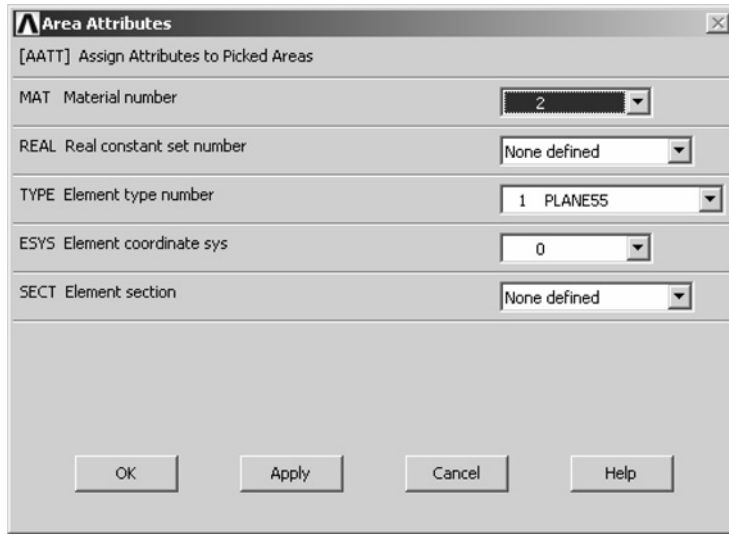 Area Attributes
[AATT] Assign Attributes to Picked Areas
MAT Material number 2
REAL Real constant set number None defined
TYPE Element type number 1 PLANE55
ESYS Element coordinate sys 0
SECT Element section None defined
OK Apply Cancel Help